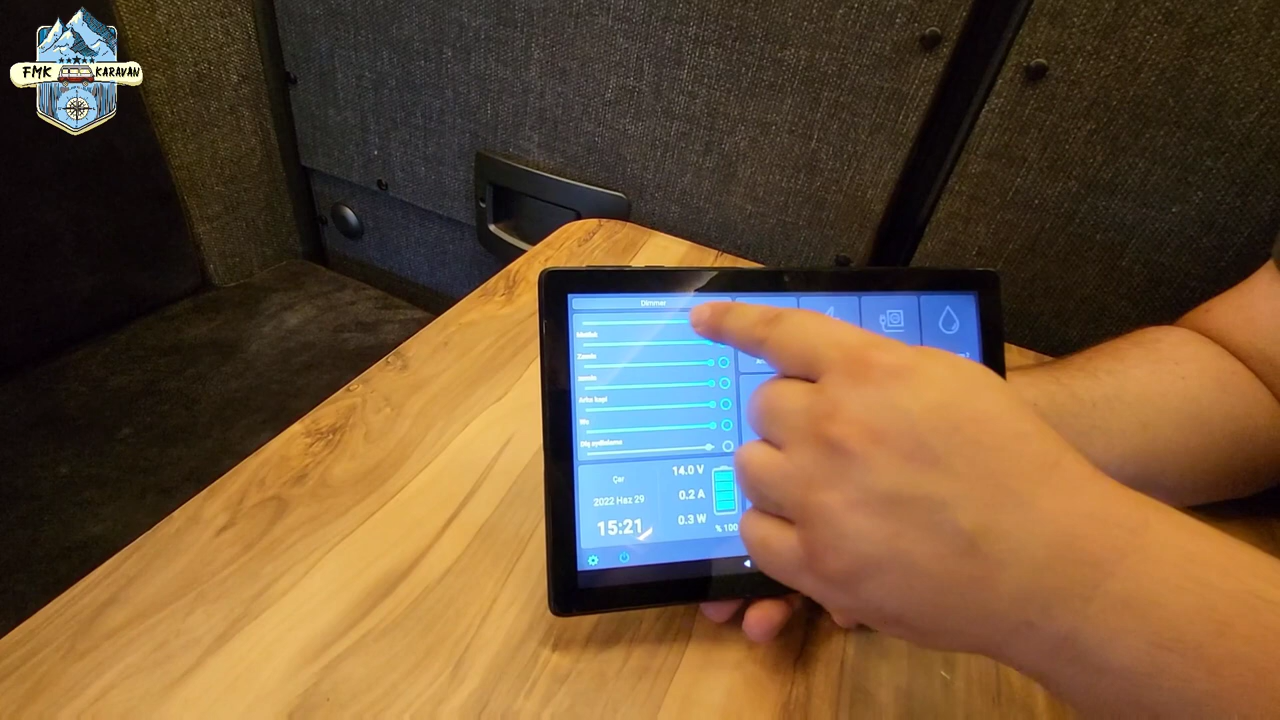 FMK KARAVAN
Dimmer
Mutfak
Zemin
Arka kapi
Dış aydınlatma
Çar
2022 Haz 29
15:21
14.0 V
0.2 A
0.3 W
% 100